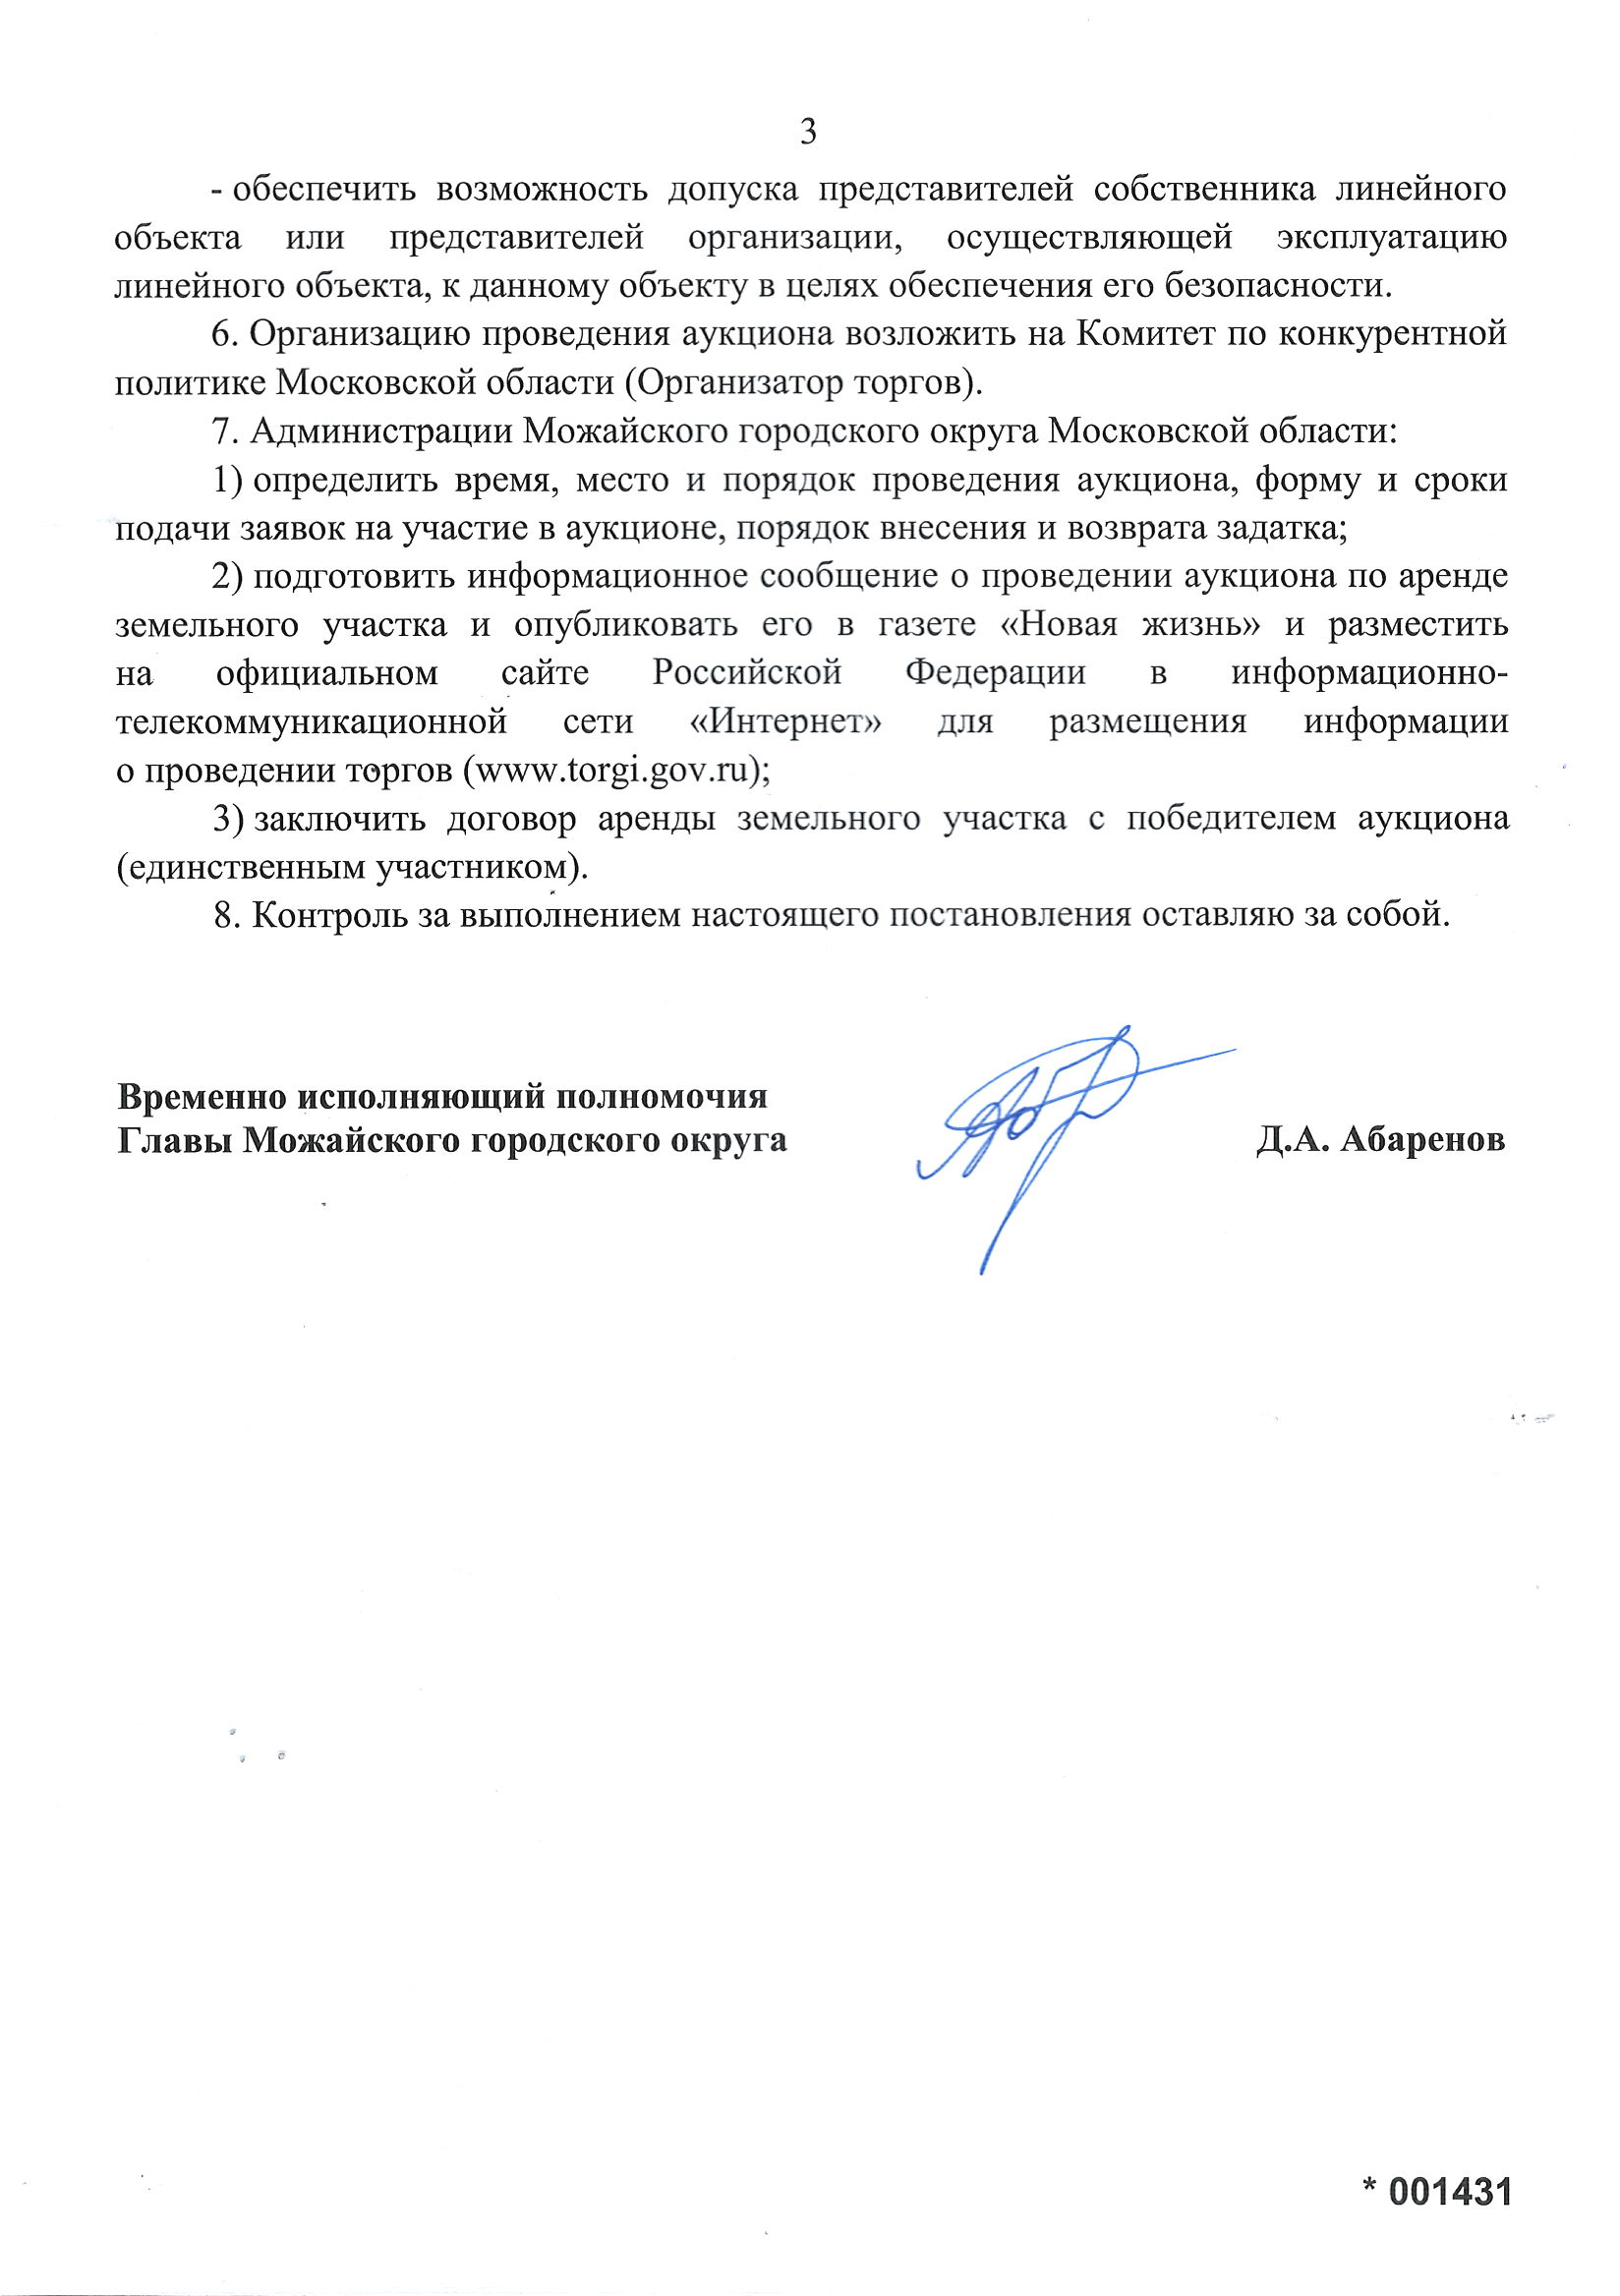 3
- обеспечить возможность допуска представителей собственника линейного
объекта или представителей организации, осуществляющей эксплуатацию
линейного объекта, к данному объекту в целях обеспечения его безопасности.
6. Организацию проведения аукциона возложить на Комитет по конкурентной
политике Московской области (Организатор торгов).
7. Администрации Можайского городского округа Московской области:
1) определить время, место и порядок проведения аукциона, форму и сроки
подачи заявок на участие в аукционе, порядок внесения и возврата задатка;
2) подготовить информационное сообщение о проведении аукциона по аренде
земельного участка и опубликовать его в газете «Новая жизнь» и разместить
на официальном сайте Российской Федерации в информационно-
телекоммуникационной сети «Интернет» для размещения информации
о проведении торгов (www.torgi.gov.ru);
3) заключить договор аренды земельного участка с победителем аукциона
(единственным участником).
8. Контроль за выполнением настоящего постановления оставляю за собой.
Временно исполняющий полномочия
Главы Можайского городского округа Д.А. Абаренов
* 001431